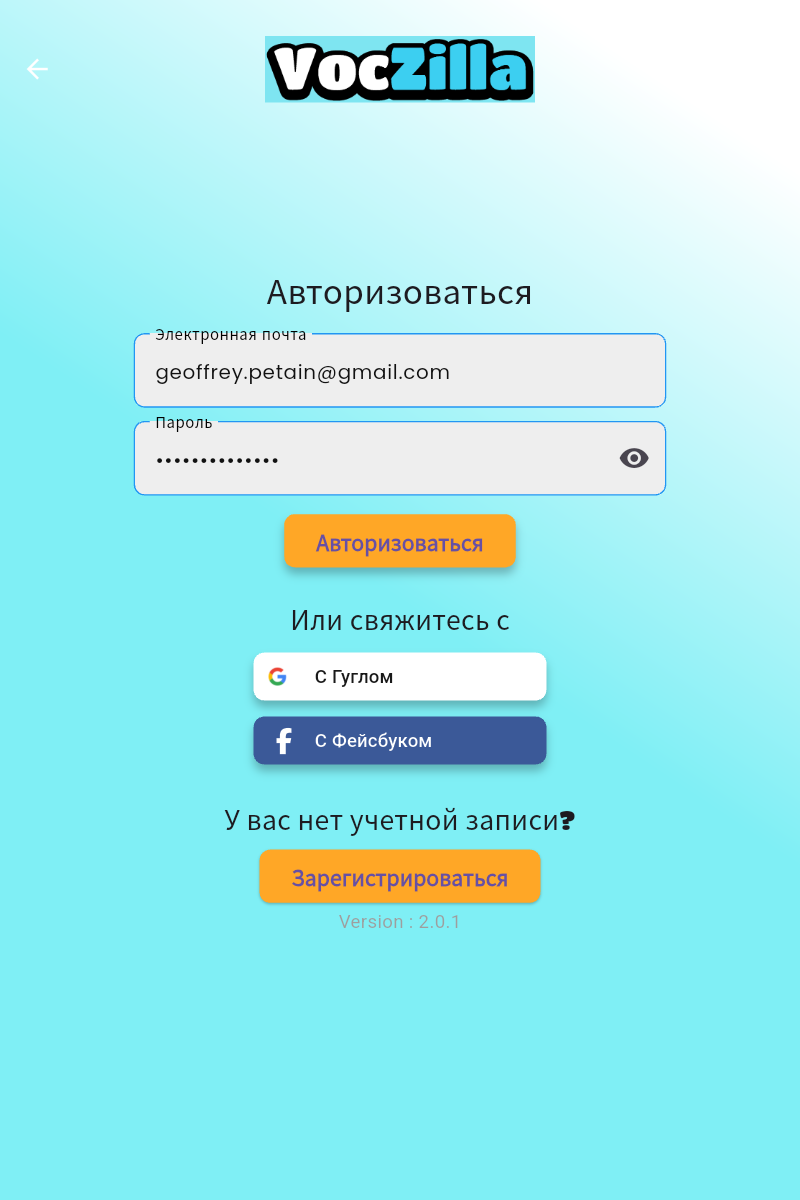 VocZilla
Авторизоваться
Электронная почта
geoffrey.petain@gmail.com
Пароль
••••••••••••••
Авторизоваться
Или свяжитесь с
С Гуглом
С Фейсбуком
У вас нет учетной записи?
Зарегистрироваться
Version : 2.0.1